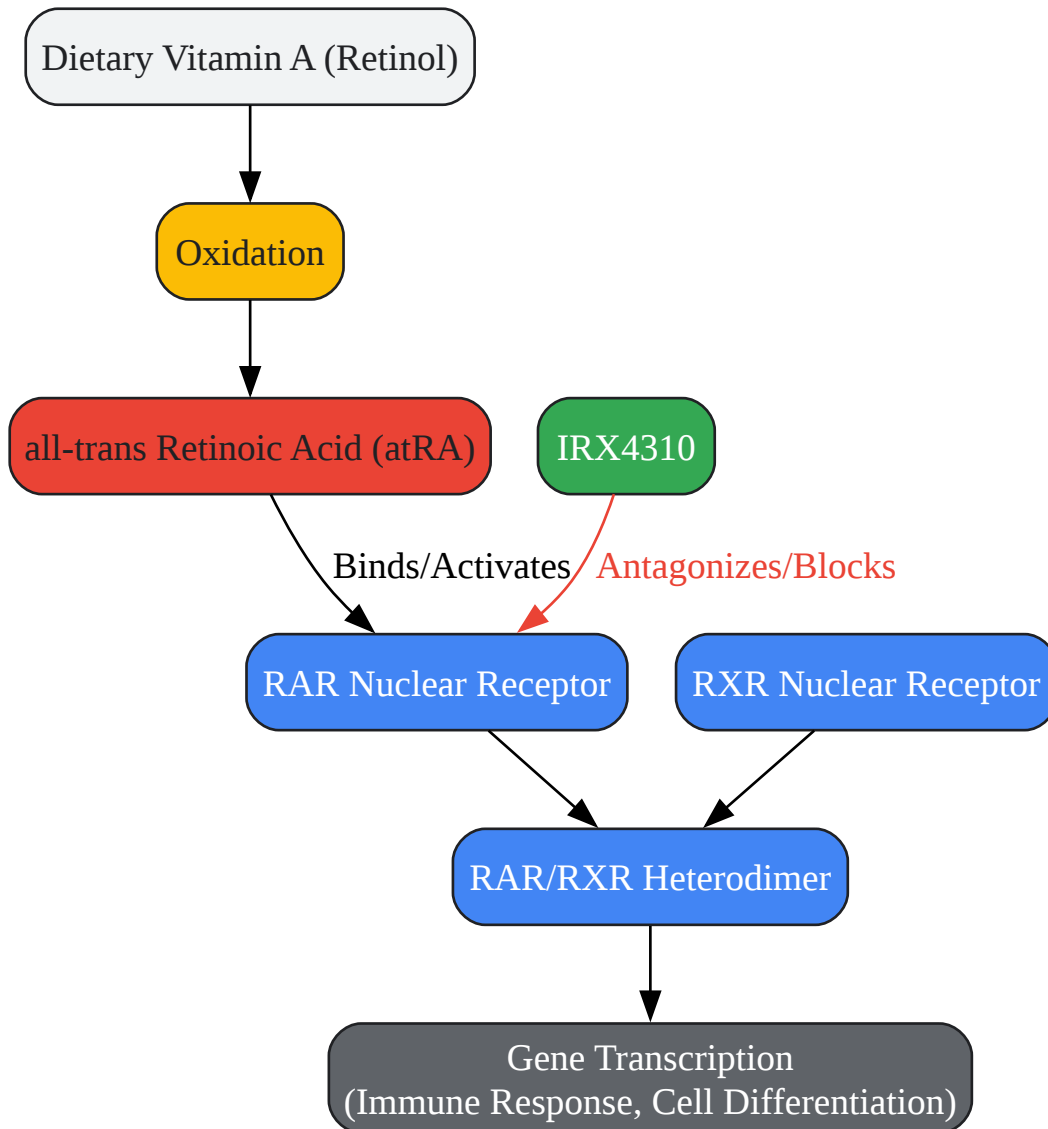 Dietary Vitamin A (Retinol)
Oxidation
all-trans Retinoic Acid (atRA)
IRX4310
Binds/Activates
Antagonizes/Blocks
RAR Nuclear Receptor
RXR Nuclear Receptor
RAR/RXR Heterodimer
Gene Transcription
(Immune Response, Cell Differentiation)